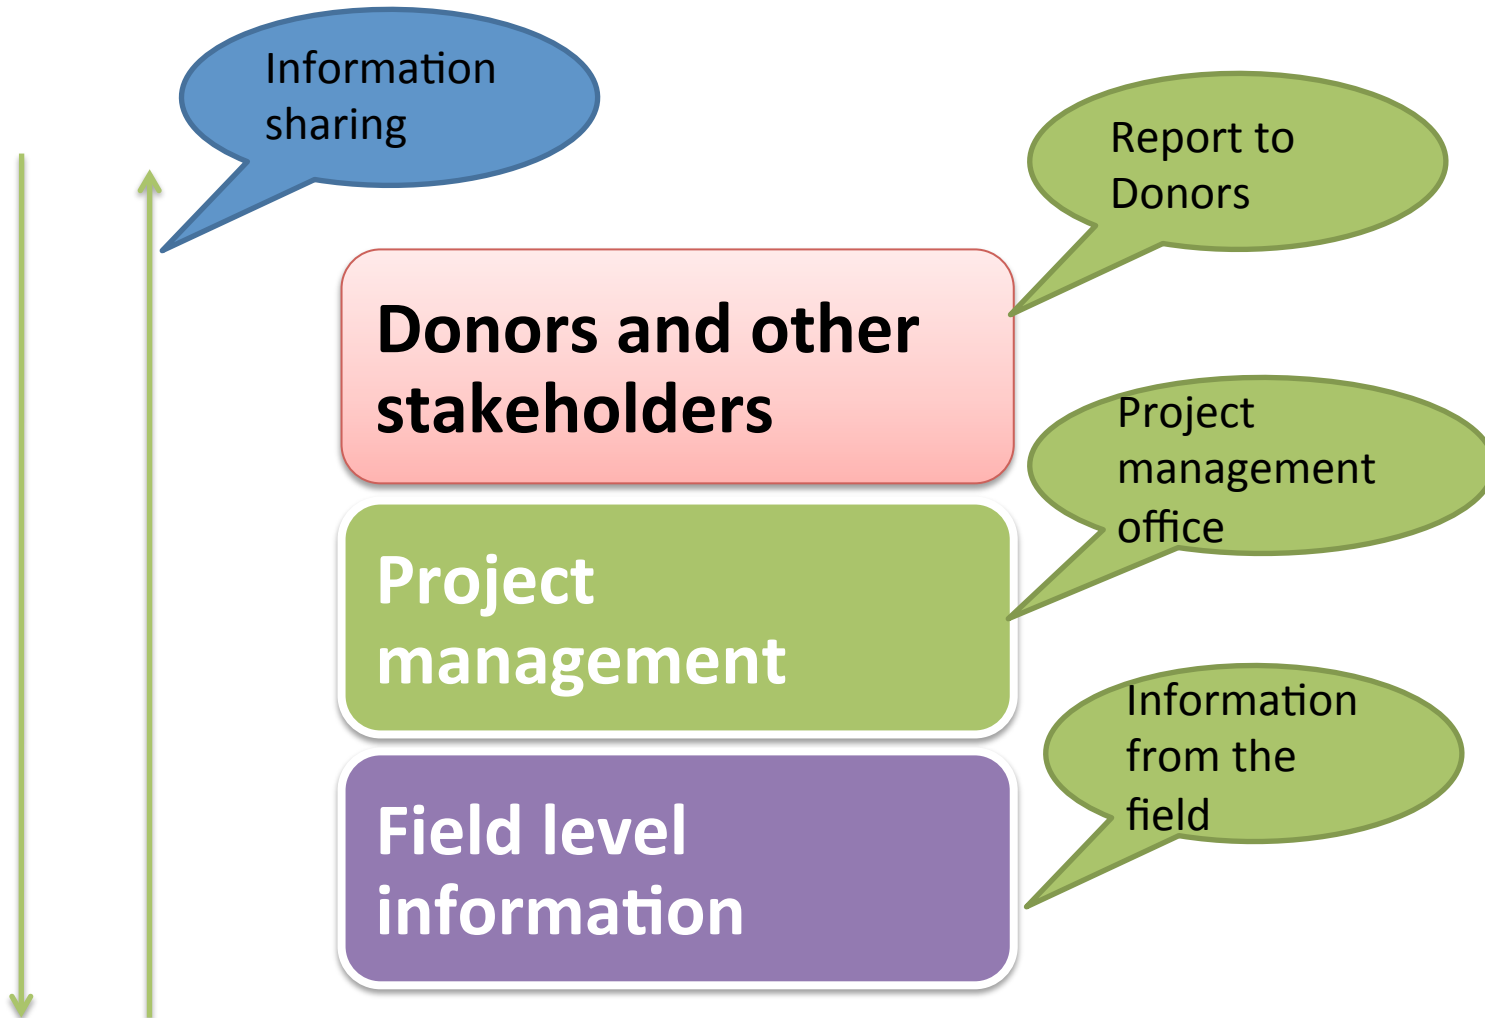 Information
sharing
Report to
Donors
Donors and other
stakeholders
Project
management
office
Project
management
Information
from the
field
Field level
information